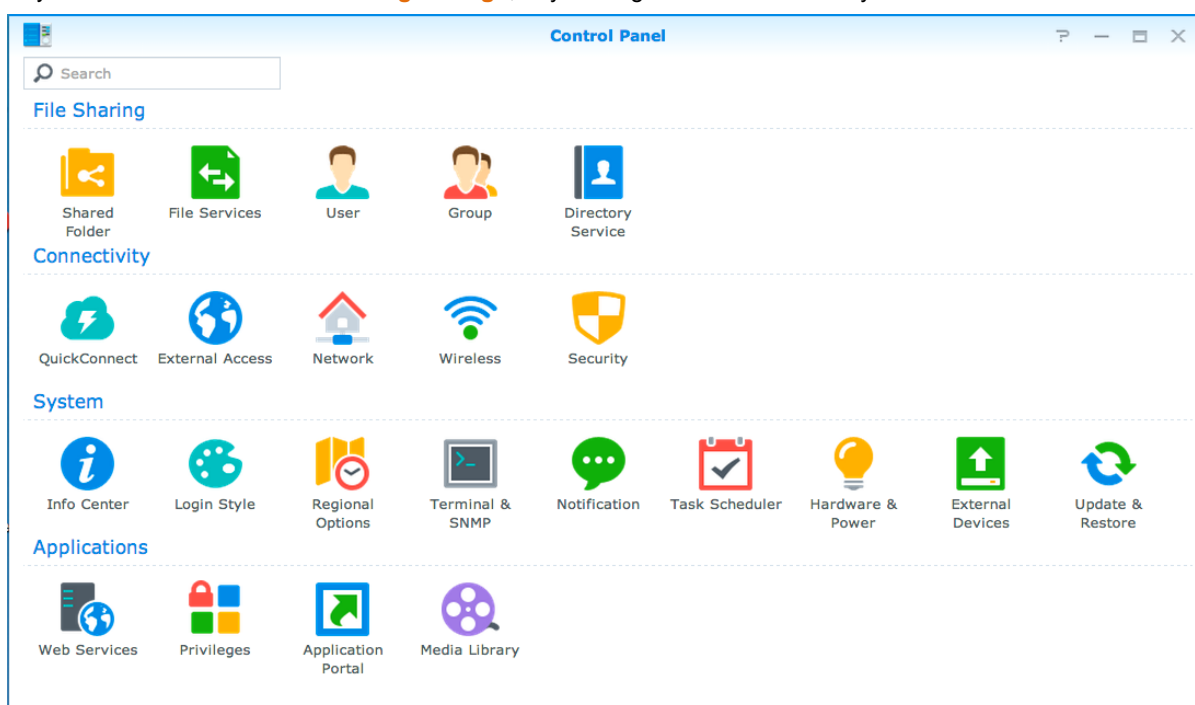 Control Panel
Search
File Sharing
Shared Folder
File Services
User
Group
Directory Service
Connectivity
QuickConnect
External Access
Network
Wireless
Security
System
Info Center
Login Style
Regional Options
Terminal & SNMP
Notification
Task Scheduler
Hardware & Power
External Devices
Update & Restore
Applications
Web Services
Privileges
Application Portal
Media Library